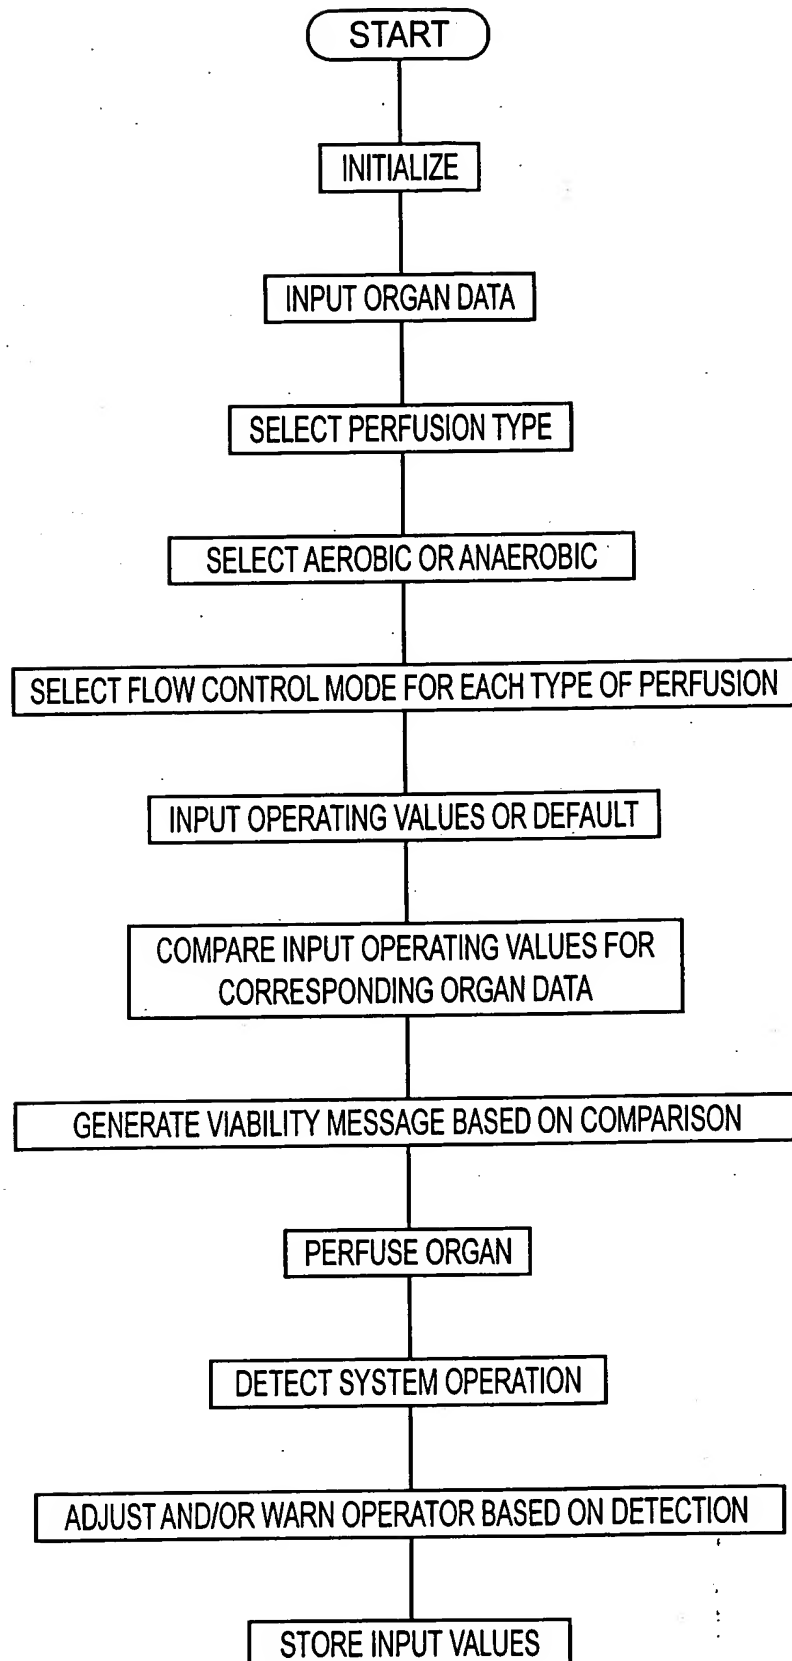 START
INITIALIZE
INPUT ORGAN DATA
SELECT PERFUSION TYPE
SELECT AEROBIC OR ANAEROBIC
SELECT FLOW CONTROL MODE FOR EACH TYPE OF PERFUSION
INPUT OPERATING VALUES OR DEFAULT
COMPARE INPUT OPERATING VALUES FOR
CORRESPONDING ORGAN DATA
GENERATE VIABILITY MESSAGE BASED ON COMPARISON
PERFUSE ORGAN
DETECT SYSTEM OPERATION
ADJUST AND/OR WARN OPERATOR BASED ON DETECTION
STORE INPUT VALUES